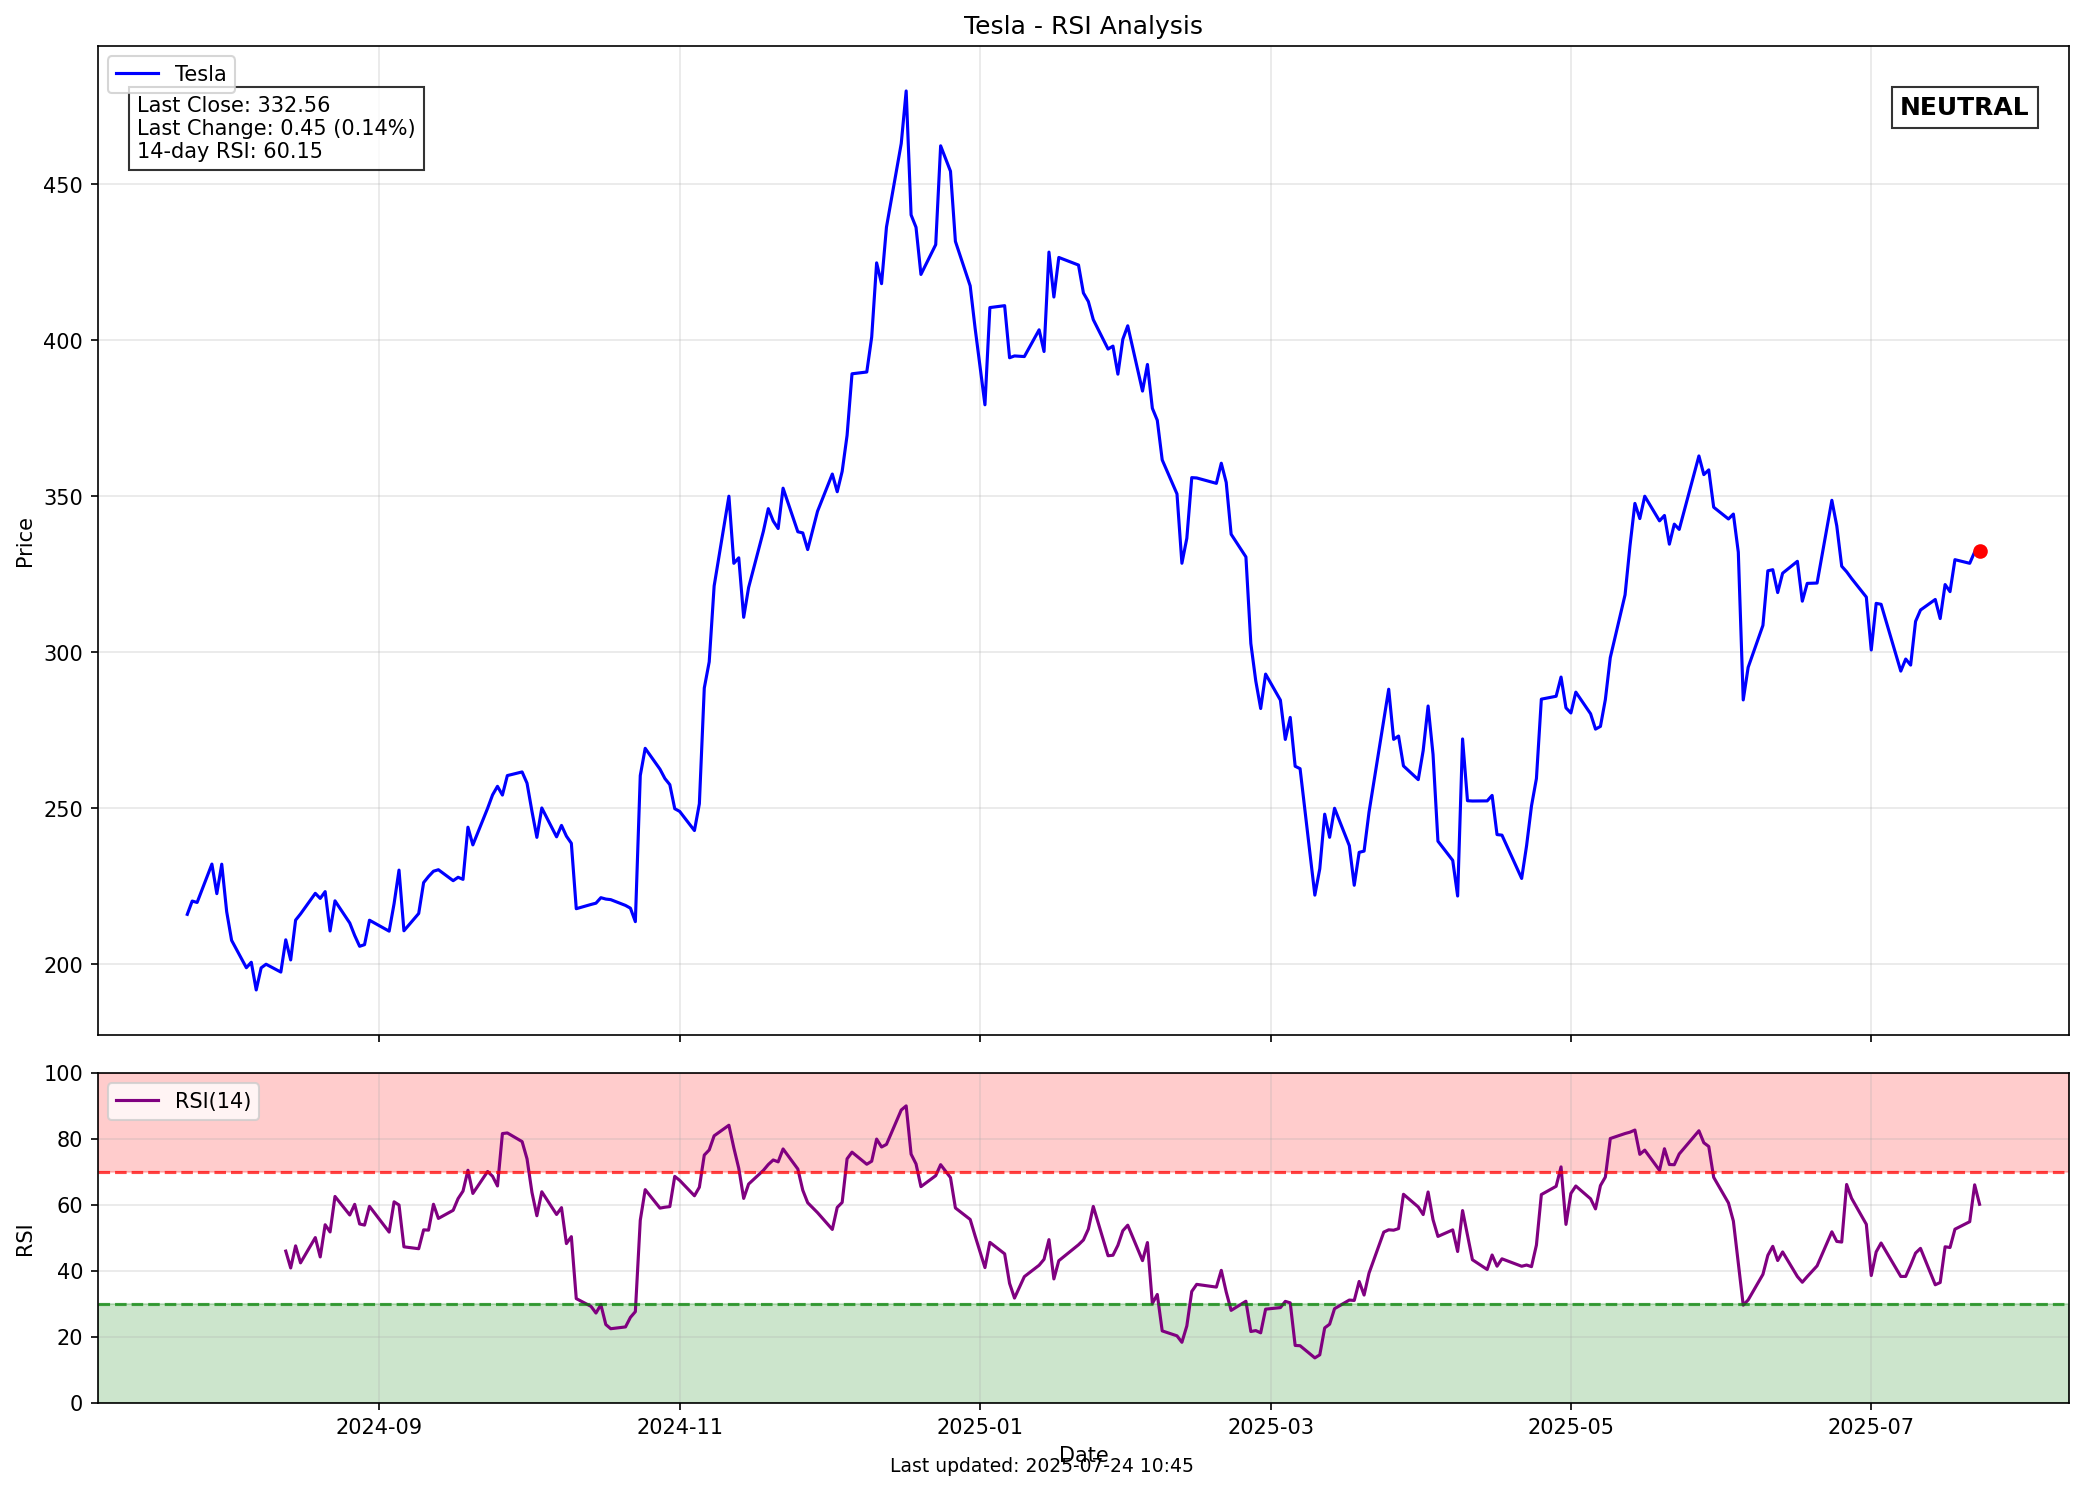 Tesla - RSI Analysis
Tesla
Last Close: 332.56
Last Change: 0.45 (0.14%)
14-day RSI: 60.15
NEUTRAL
Price
450
400
350
300
250
200
RSI(14)
RSI
100
80
60
40
20
0
2024-09
2024-11
2025-01
2025-03
2025-05
2025-07
Date
Last updated: 2025-07-24 10:45